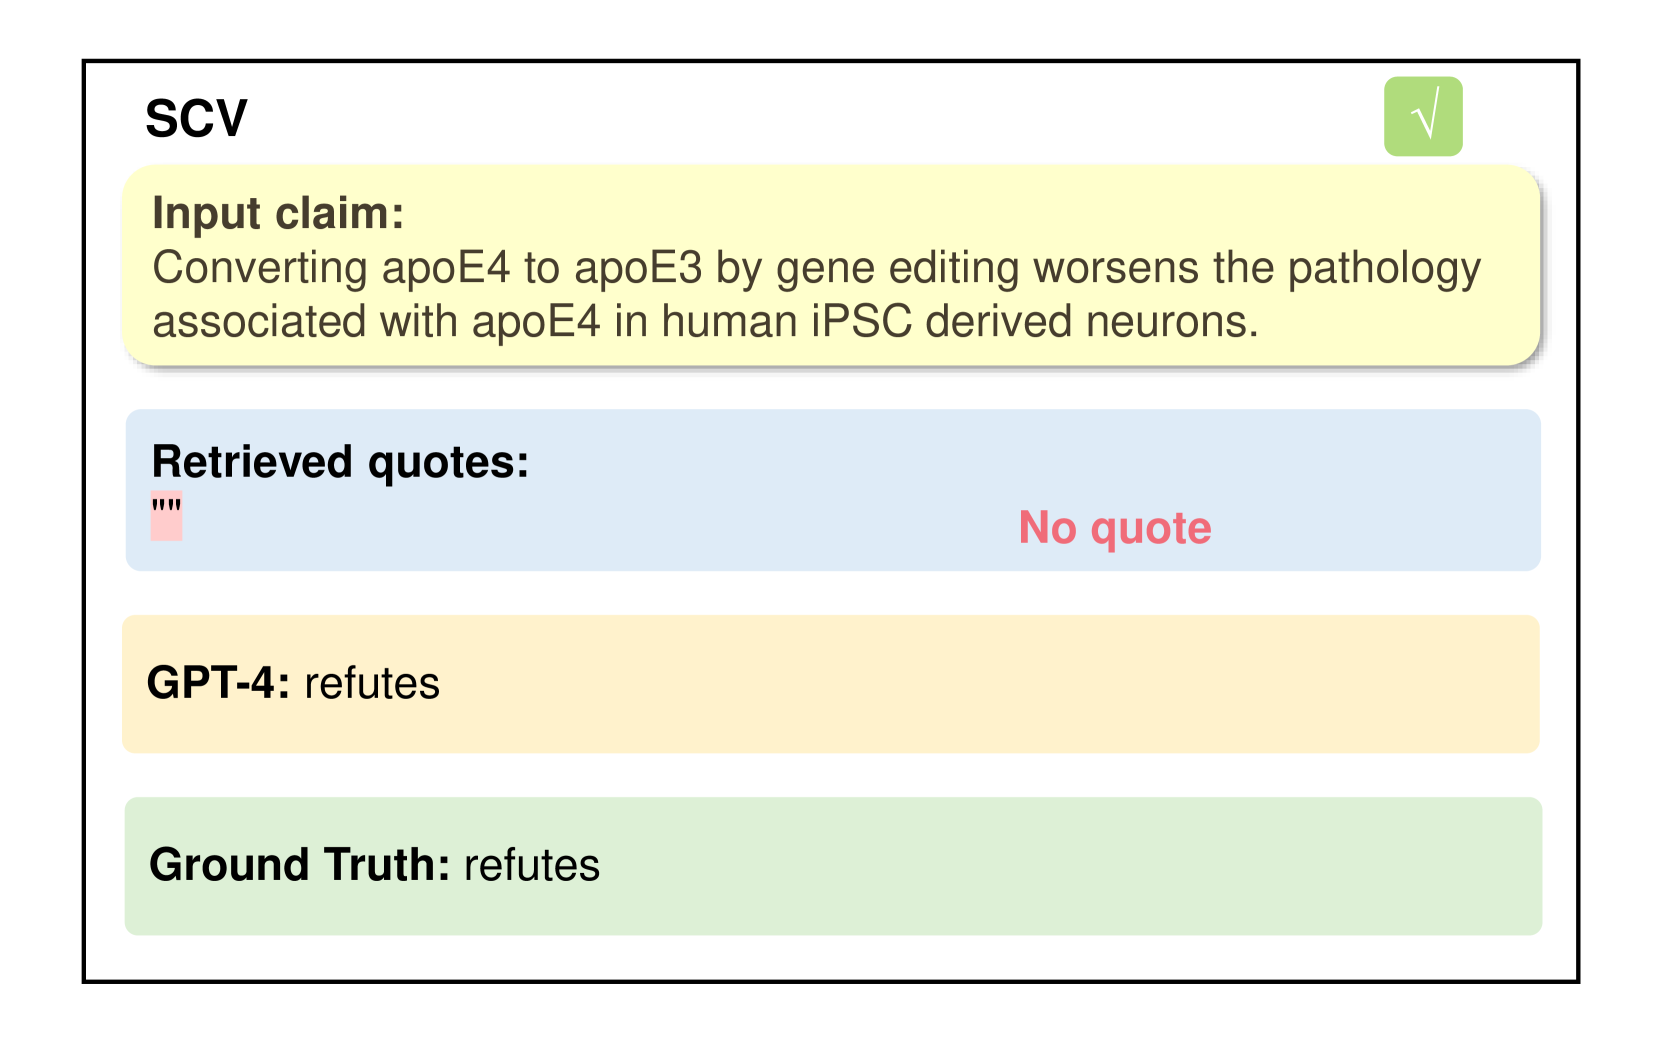 SCV √
Input claim:
Converting apoE4 to apoE3 by gene editing worsens the pathology
associated with apoE4 in human iPSC derived neurons.
Retrieved quotes:
""
No quote
GPT-4: refutes
Ground Truth: refutes